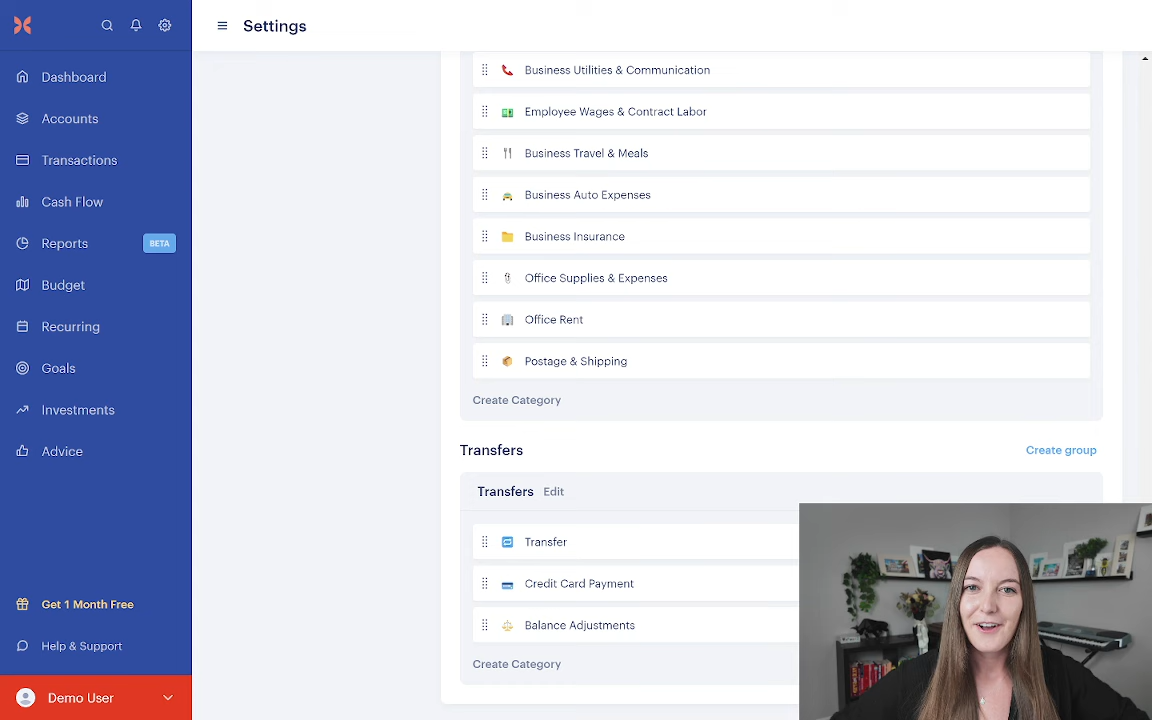 Settings
Dashboard
Accounts
Transactions
Cash Flow
Reports BETA
Budget
Recurring
Goals
Investments
Advice
Get 1 Month Free
Help & Support
Demo User
Business Utilities & Communication
Employee Wages & Contract Labor
Business Travel & Meals
Business Auto Expenses
Business Insurance
Office Supplies & Expenses
Office Rent
Postage & Shipping
Create Category
Transfers Create group
Transfers Edit
Transfer
Credit Card Payment
Balance Adjustments
Create Category